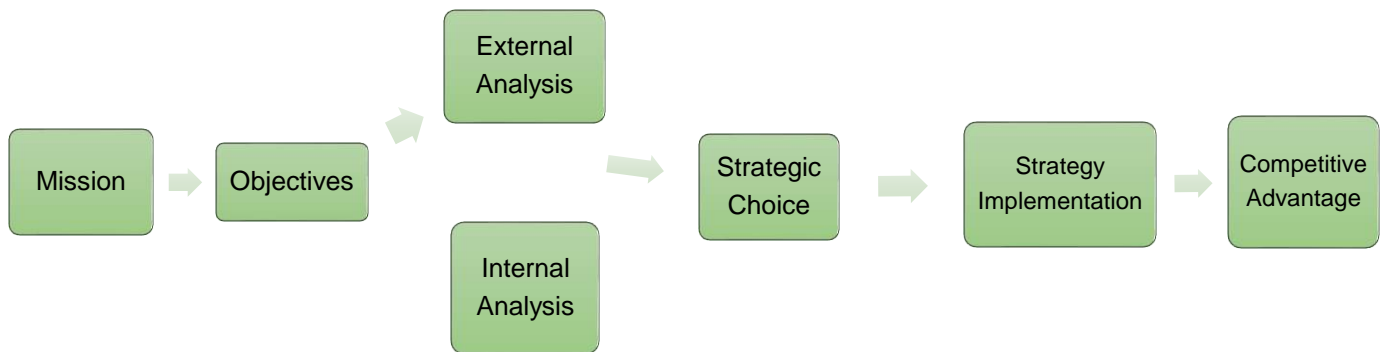 Mission
Objectives
External
Analysis
Internal
Analysis
Strategic
Choice
Strategy
Implementation
Competitive
Advantage